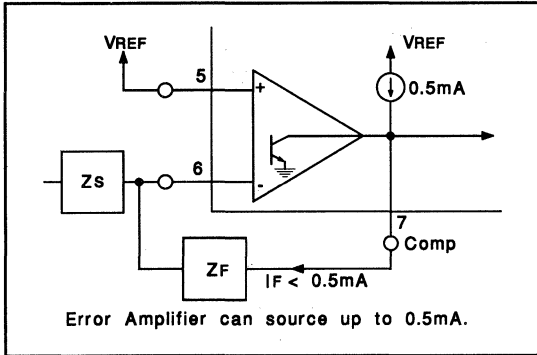 VREF
VREF
5
+
0.5mA
6
-
ZS
7
Comp
ZF
IF < 0.5mA
Error Amplifier can source up to 0.5mA.